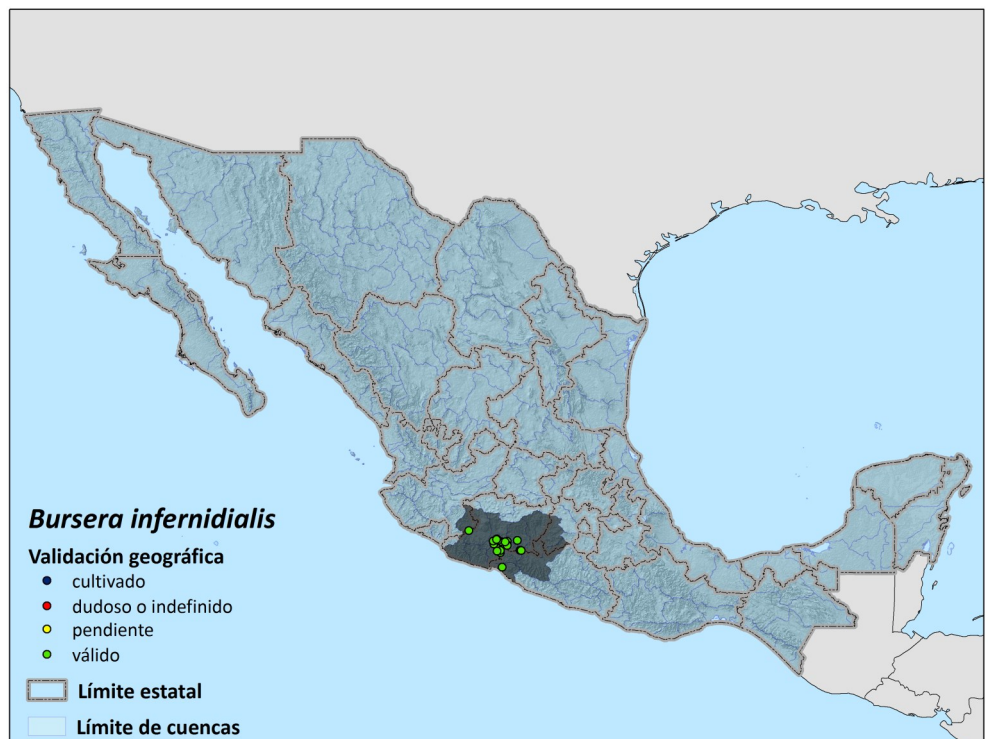 Bursera infernidialis
Validación geográfica
cultivado
dudoso o indefinido
pendiente
válido
Límite estatal
Límite de cuencas